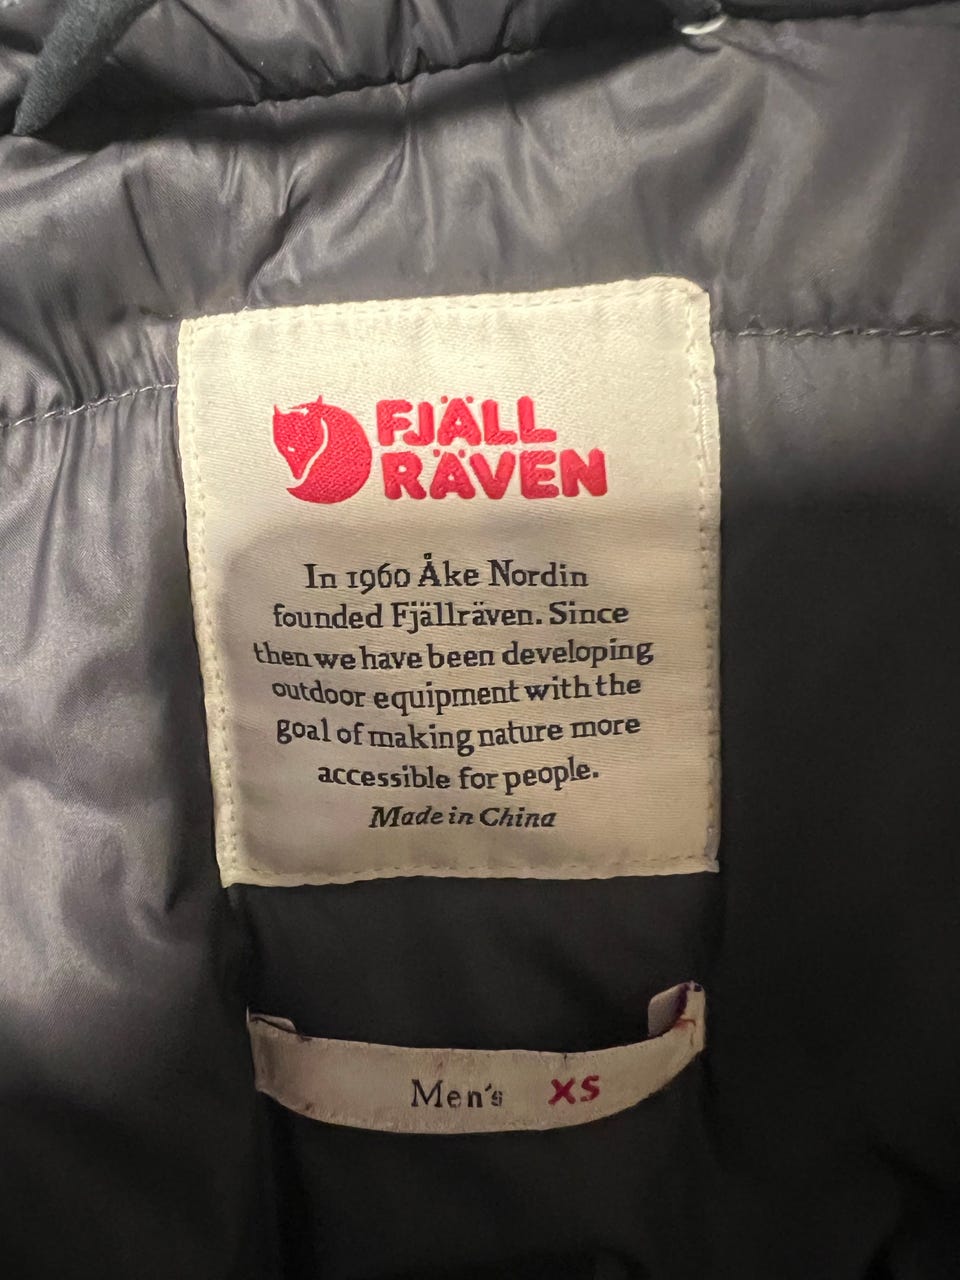 FJÄLL
RÄVEN
In 1960 Åke Nordin
founded Fjällräven. Since
then we have been developing
outdoor equipment with the
goal of making nature more
accessible for people.
Made in China
Men's XS